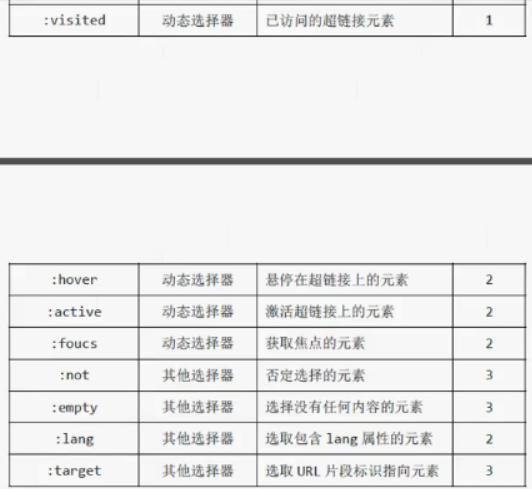 :visited 动态选择器 已访问的超链接元素 1
:hover 动态选择器 悬停在超链接上的元素 2
:active 动态选择器 激活超链接上的元素 2
:foucs 动态选择器 获取焦点的元素 2
:not 其他选择器 否定选择的元素 3
:empty 其他选择器 选择没有任何内容的元素 3
:lang 其他选择器 选取包含 lang 属性的元素 2
:target 其他选择器 选取 URL 片段标识指向元素 3